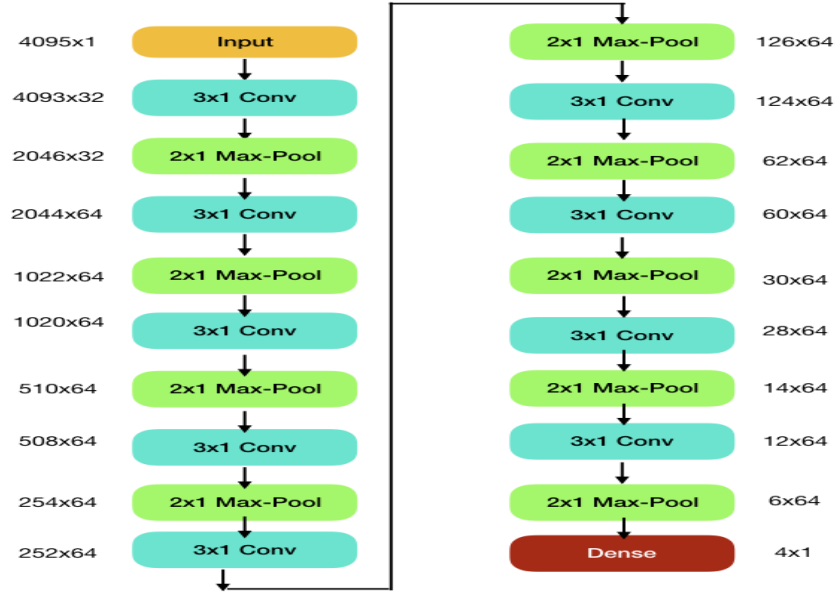 4095x1 Input
4093x32 3x1 Conv
2046x32 2x1 Max-Pool
2044x64 3x1 Conv
1022x64 2x1 Max-Pool
1020x64 3x1 Conv
510x64 2x1 Max-Pool
508x64 3x1 Conv
254x64 2x1 Max-Pool
252x64 3x1 Conv
2x1 Max-Pool 126x64
3x1 Conv 124x64
2x1 Max-Pool 62x64
3x1 Conv 60x64
2x1 Max-Pool 30x64
3x1 Conv 28x64
2x1 Max-Pool 14x64
3x1 Conv 12x64
2x1 Max-Pool 6x64
Dense 4x1